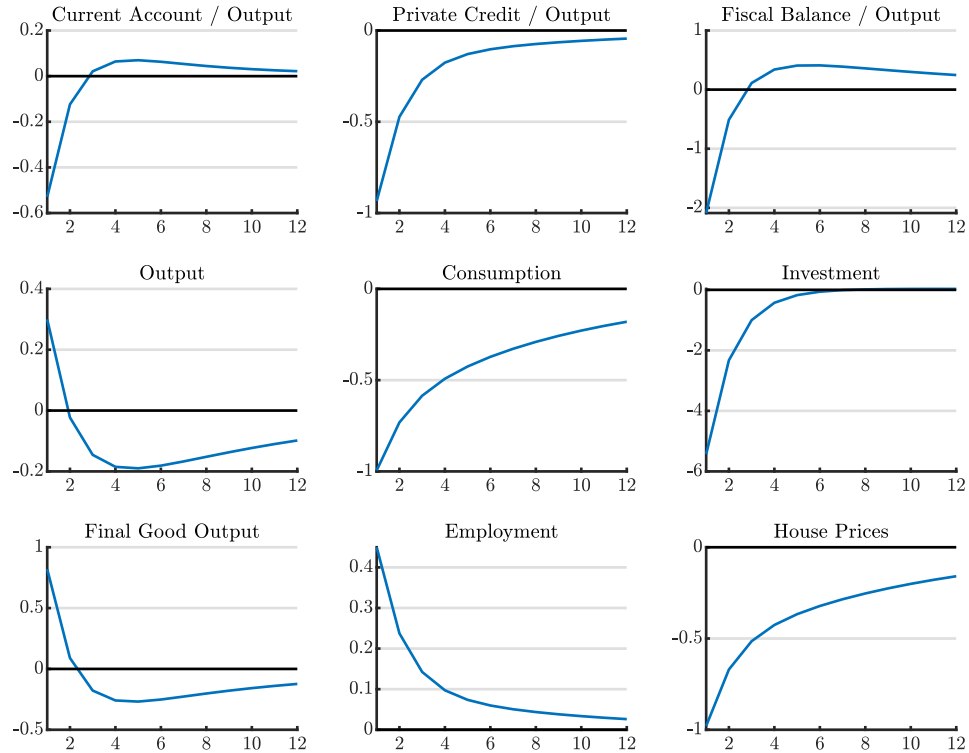 Current Account / Output
0.2
0
-0.2
-0.4
-0.6
2 4 6 8 10 12
Private Credit / Output
0
-0.5
-1
2 4 6 8 10 12
Fiscal Balance / Output
1
0
-1
-2
2 4 6 8 10 12
Output
0.4
0.2
0
-0.2
2 4 6 8 10 12
Consumption
0
-0.5
-1
2 4 6 8 10 12
Investment
0
-2
-4
-6
2 4 6 8 10 12
Final Good Output
1
0.5
0
-0.5
2 4 6 8 10 12
Employment
0.4
0.3
0.2
0.1
0
2 4 6 8 10 12
House Prices
0
-0.5
-1
2 4 6 8 10 12